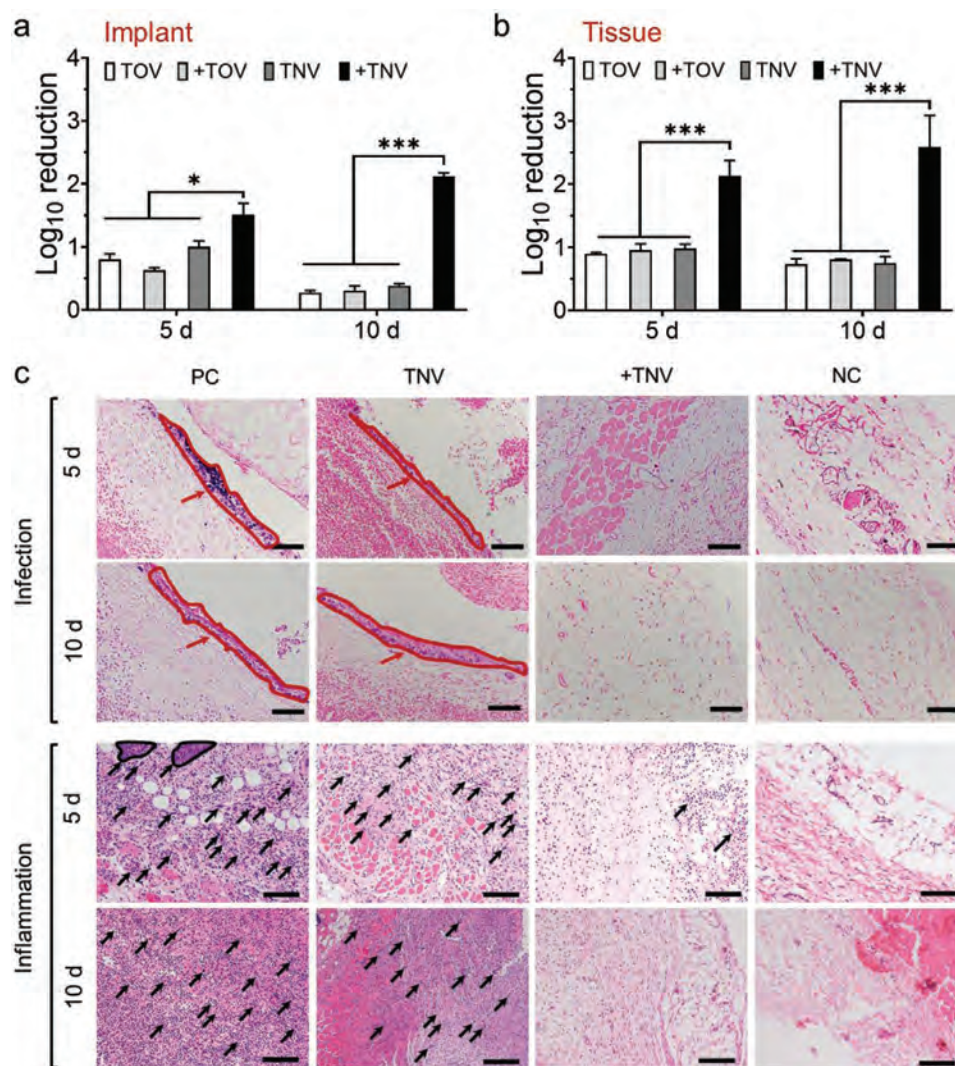 a Implant
Log10 reduction
4
3
2
1
0
TOV +TOV TNV +TNV
*
***
5 d 10 d
b Tissue
Log10 reduction
4
3
2
1
0
TOV +TOV TNV +TNV
***
***
5 d 10 d
c
PC TNV +TNV NC
Infection
5 d
10 d
Inflammation
5 d
10 d